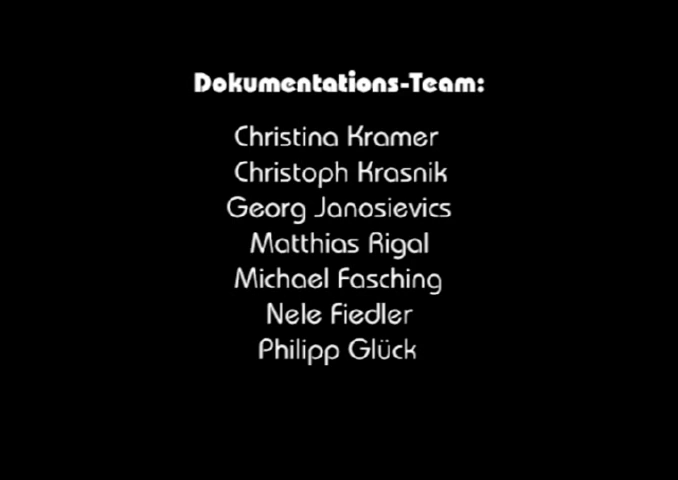 Dokumentations-Team:
Christina Kramer
Christoph Krasnik
Georg Janosievics
Matthias Rigal
Michael Fasching
Nele Fiedler
Philipp Glück